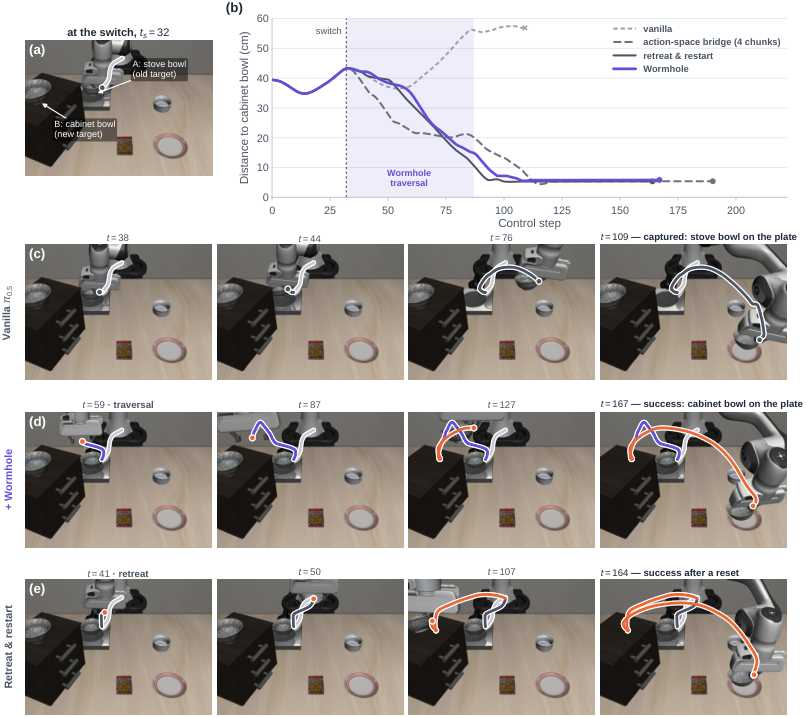 at the switch, tₛ = 32
(a)
A: stove bowl
(old target)
B: cabinet bowl
(new target)
(b)
Distance to cabinet bowl (cm)
60
50
40
30
20
10
0
switch
Wormhole
traversal
vanilla
action-space bridge (4 chunks)
retreat & restart
Wormhole
0 25 50 75 100 125 150 175 200
Control step
Vanilla π₀.₅
(c)
t = 38
t = 44
t = 76
t = 109 — captured: stove bowl on the plate
+ Wormhole
(d)
t = 59 · traversal
t = 87
t = 127
t = 167 — success: cabinet bowl on the plate
Retreat & restart
(e)
t = 41 · retreat
t = 50
t = 107
t = 164 — success after a reset